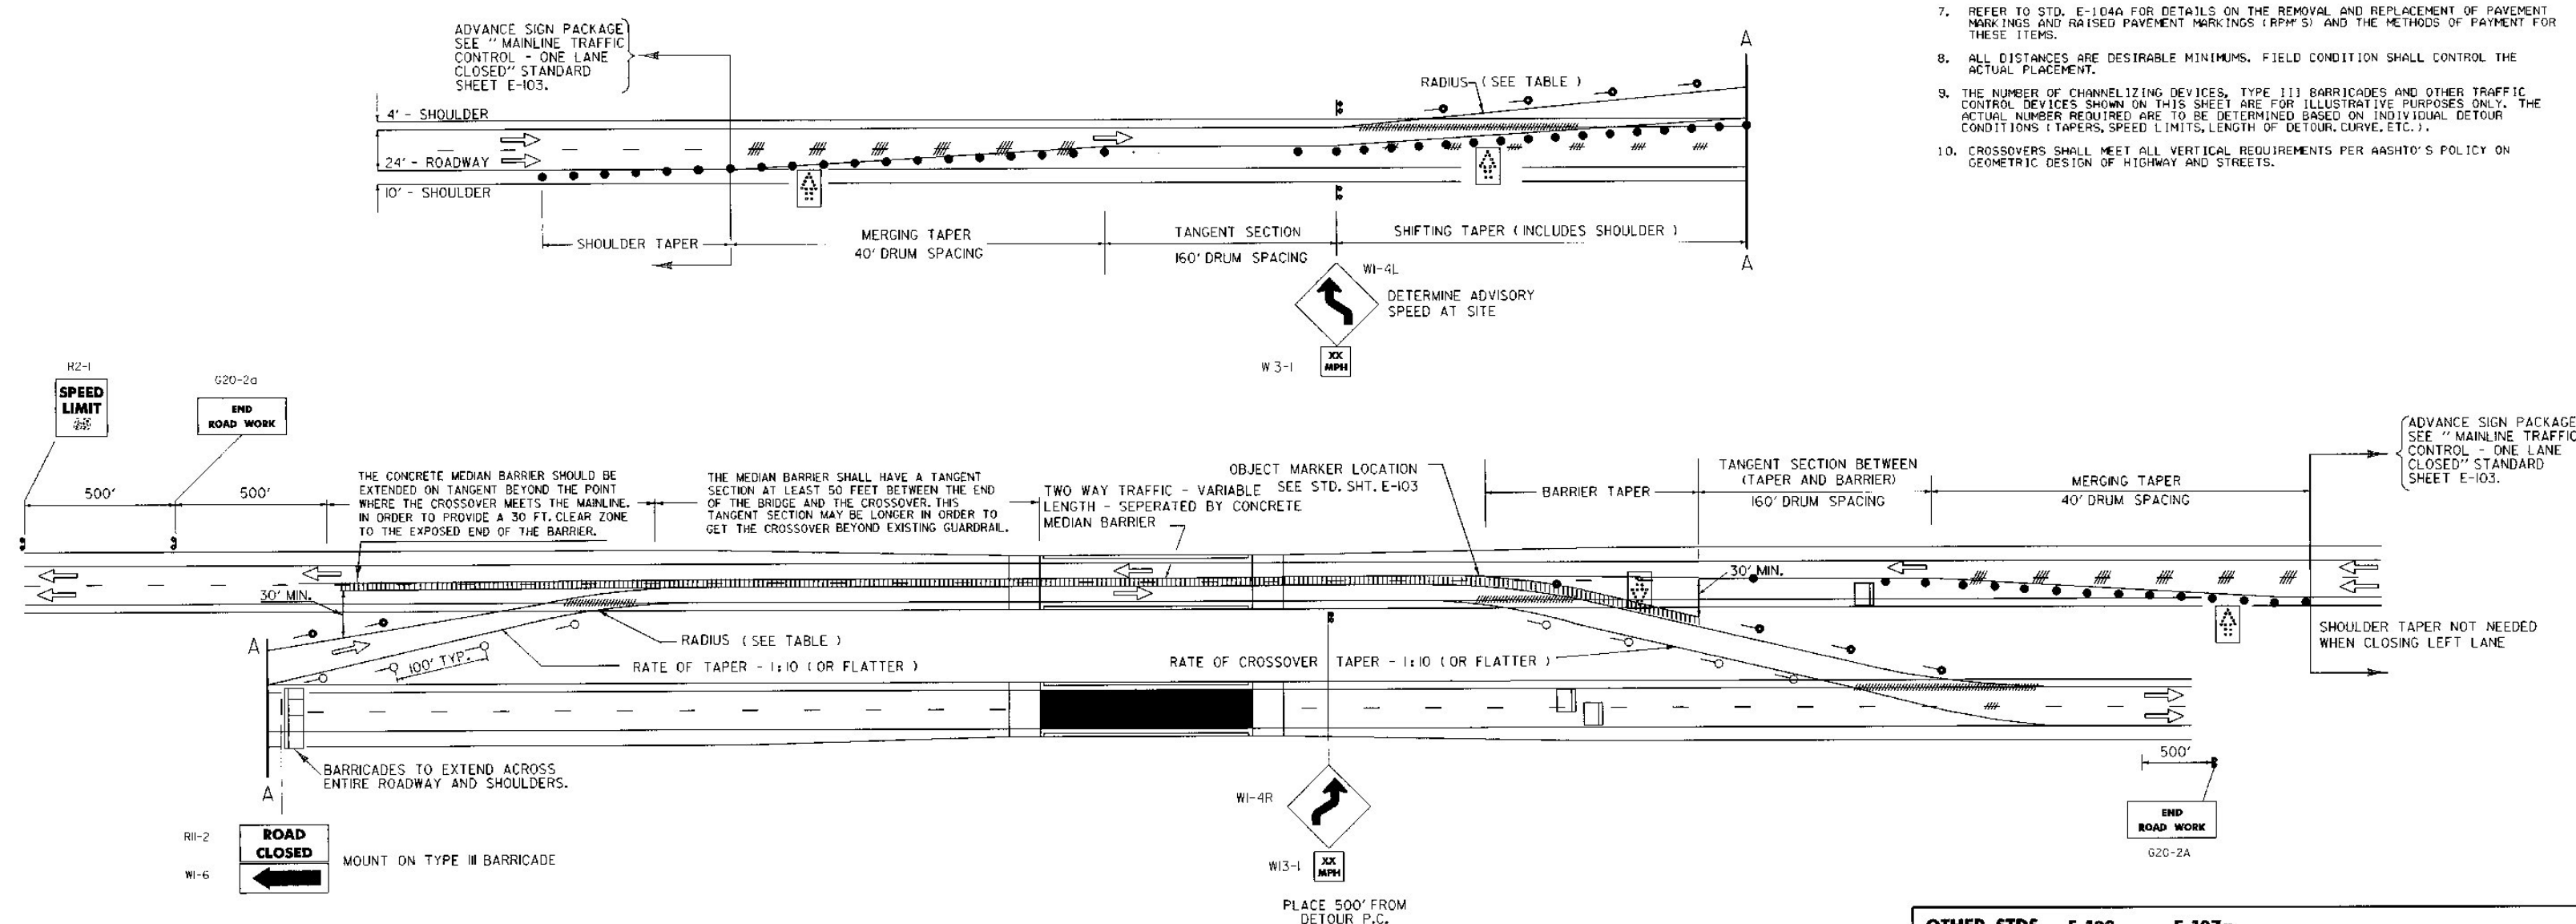 7. REFER TO STD. E-104A FOR DETAILS ON THE REMOVAL AND REPLACEMENT OF PAVEMENT
MARKINGS AND RAISED PAVEMENT MARKINGS (RPM'S) AND THE METHODS OF PAYMENT FOR
THESE ITEMS.
8. ALL DISTANCES ARE DESIRABLE MINIMUMS. FIELD CONDITION SHALL CONTROL THE
ACTUAL PLACEMENT.
9. THE NUMBER OF CHANNELIZING DEVICES, TYPE III BARRICADES AND OTHER TRAFFIC
CONTROL DEVICES SHOWN ON THIS SHEET ARE FOR ILLUSTRATIVE PURPOSES ONLY. THE
ACTUAL NUMBER REQUIRED ARE TO BE DETERMINED BASED ON INDIVIDUAL DETOUR
CONDITIONS (TAPERS, SPEED LIMITS, LENGTH OF DETOUR, CURVE, ETC.).
10. CROSSOVERS SHALL MEET ALL VERTICAL REQUIREMENTS PER AASHTO'S POLICY ON
GEOMETRIC DESIGN OF HIGHWAY AND STREETS.
ADVANCE SIGN PACKAGE
SEE " MAINLINE TRAFFIC
CONTROL - ONE LANE
CLOSED" STANDARD
SHEET E-103.
A
RADIUS (SEE TABLE )
4' - SHOULDER
24' - ROADWAY
10' - SHOULDER
SHOULDER TAPER
MERGING TAPER
40' DRUM SPACING
TANGENT SECTION
160' DRUM SPACING
SHIFTING TAPER (INCLUDES SHOULDER )
A
W1-4L
DETERMINE ADVISORY
SPEED AT SITE
W 3-1
XX
MPH
R2-1
SPEED
LIMIT
G20-2a
END
ROAD WORK
500'
500'
THE CONCRETE MEDIAN BARRIER SHOULD BE
EXTENDED ON TANGENT BEYOND THE POINT
WHERE THE CROSSOVER MEETS THE MAINLINE.
IN ORDER TO PROVIDE A 30 FT. CLEAR ZONE
TO THE EXPOSED END OF THE BARRIER.
THE MEDIAN BARRIER SHALL HAVE A TANGENT
SECTION AT LEAST 50 FEET BETWEEN THE END
OF THE BRIDGE AND THE CROSSOVER. THIS
TANGENT SECTION MAY BE LONGER IN ORDER TO
GET THE CROSSOVER BEYOND EXISTING GUARDRAIL.
TWO WAY TRAFFIC - VARIABLE
LENGTH - SEPERATED BY CONCRETE
MEDIAN BARRIER
OBJECT MARKER LOCATION
SEE STD. SHT. E-103
BARRIER TAPER
TANGENT SECTION BETWEEN
(TAPER AND BARRIER)
160' DRUM SPACING
MERGING TAPER
40' DRUM SPACING
ADVANCE SIGN PACKAGE
SEE " MAINLINE TRAFFIC
CONTROL - ONE LANE
CLOSED" STANDARD
SHEET E-103.
30' MIN.
30' MIN.
A
RADIUS (SEE TABLE )
100' TYP.
RATE OF TAPER - 1:10 (OR FLATTER )
RATE OF CROSSOVER TAPER - 1:10 (OR FLATTER )
SHOULDER TAPER NOT NEEDED
WHEN CLOSING LEFT LANE
500'
BARRICADES TO EXTEND ACROSS
ENTIRE ROADWAY AND SHOULDERS.
A
R11-2
ROAD
CLOSED
W1-6
MOUNT ON TYPE III BARRICADE
W1-4R
W13-1
XX
MPH
PLACE 500' FROM
DETOUR P.C.
END
ROAD WORK
G20-2A